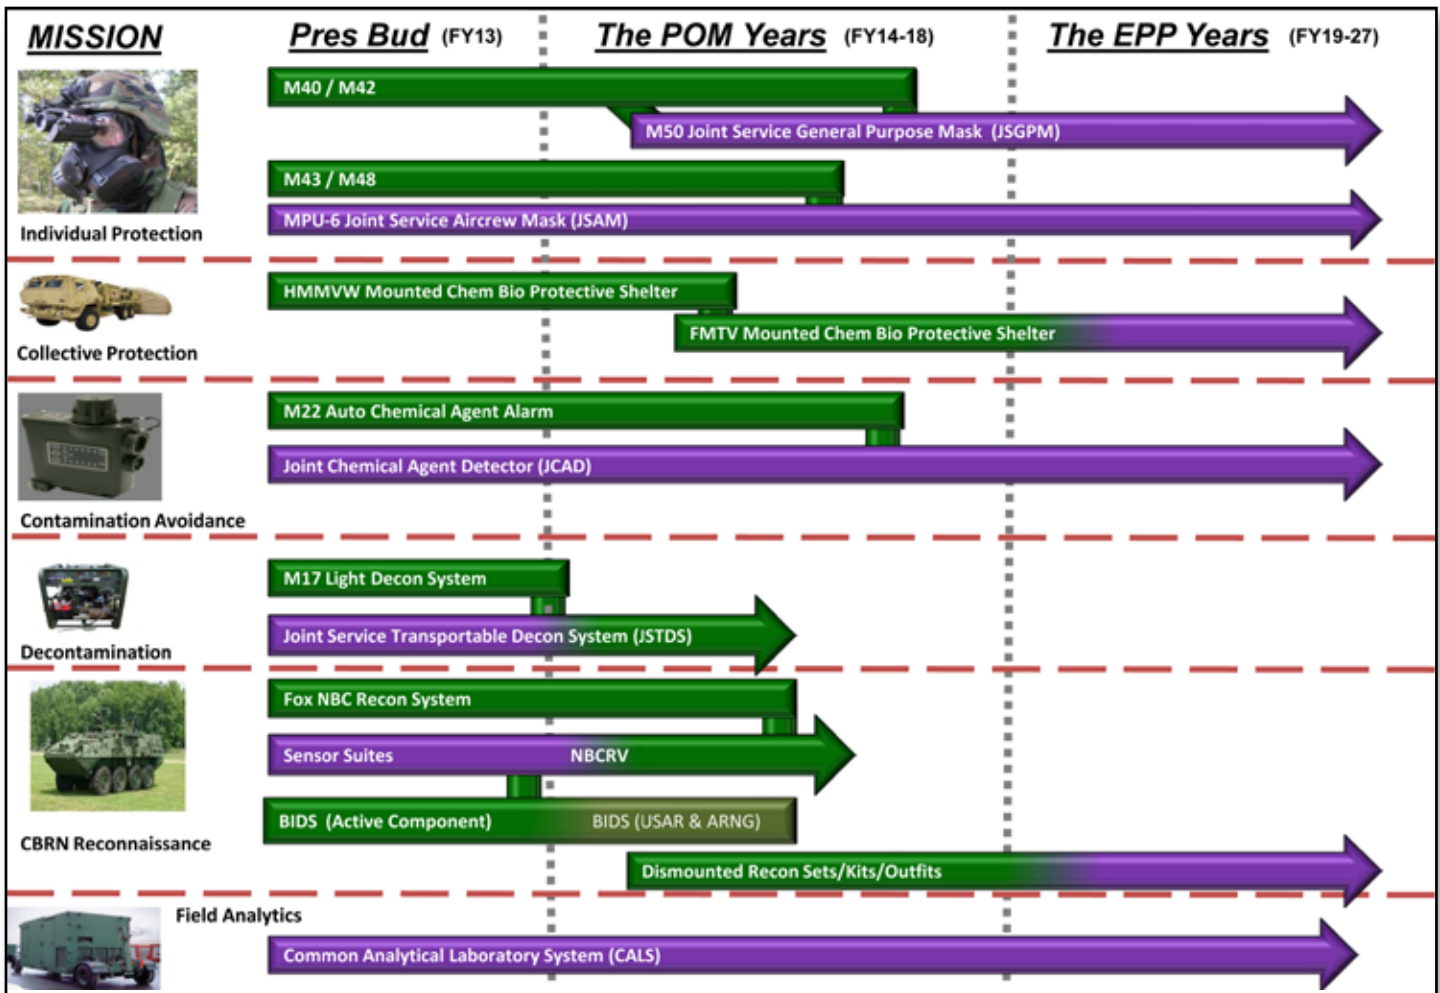 MISSION
Pres Bud (FY13)
The POM Years (FY14-18)
The EPP Years (FY19-27)
M40 / M42
M50 Joint Service General Purpose Mask (JSGPM)
M43 / M48
MPU-6 Joint Service Aircrew Mask (JSAM)
Individual Protection
HMMVW Mounted Chem Bio Protective Shelter
FMTV Mounted Chem Bio Protective Shelter
Collective Protection
M22 Auto Chemical Agent Alarm
Joint Chemical Agent Detector (JCAD)
Contamination Avoidance
M17 Light Decon System
Joint Service Transportable Decon System (JSTDS)
Decontamination
Fox NBC Recon System
Sensor Suites NBCRV
BIDS (Active Component) BIDS (USAR & ARNG)
CBRN Reconnaissance
Dismounted Recon Sets/Kits/Outfits
Field Analytics
Common Analytical Laboratory System (CALS)